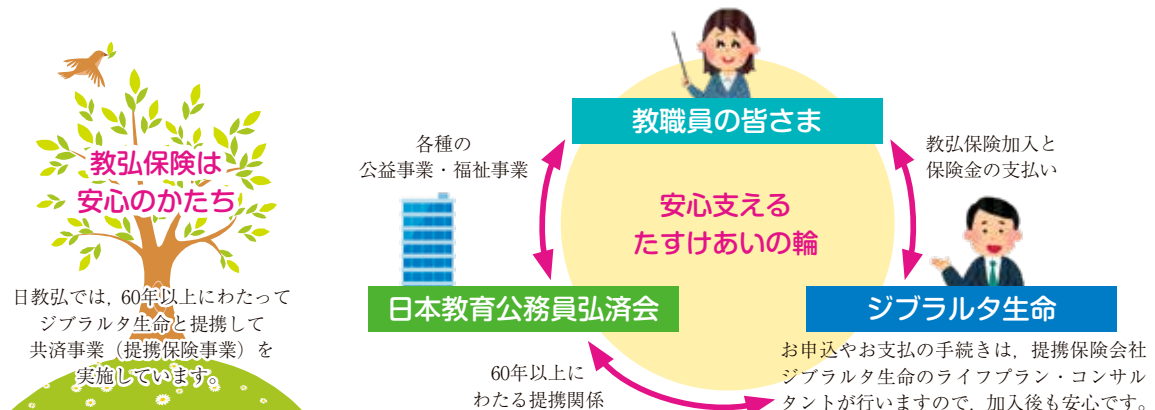 教弘保険は
安心のかたち
日教弘では，60年以上にわたって
ジブラルタ生命と提携して
共済事業（提携保険事業）を
実施しています。
教職員の皆さま
各種の
公益事業・福祉事業
教弘保険加入と
保険金の支払い
安心支える
たすけあいの輪
日本教育公務員弘済会
ジブラルタ生命
60年以上に
わたる提携関係
お申込やお支払の手続きは，提携保険会社
ジブラルタ生命のライフプラン・コンサル
タントが行いますので，加入後も安心です。